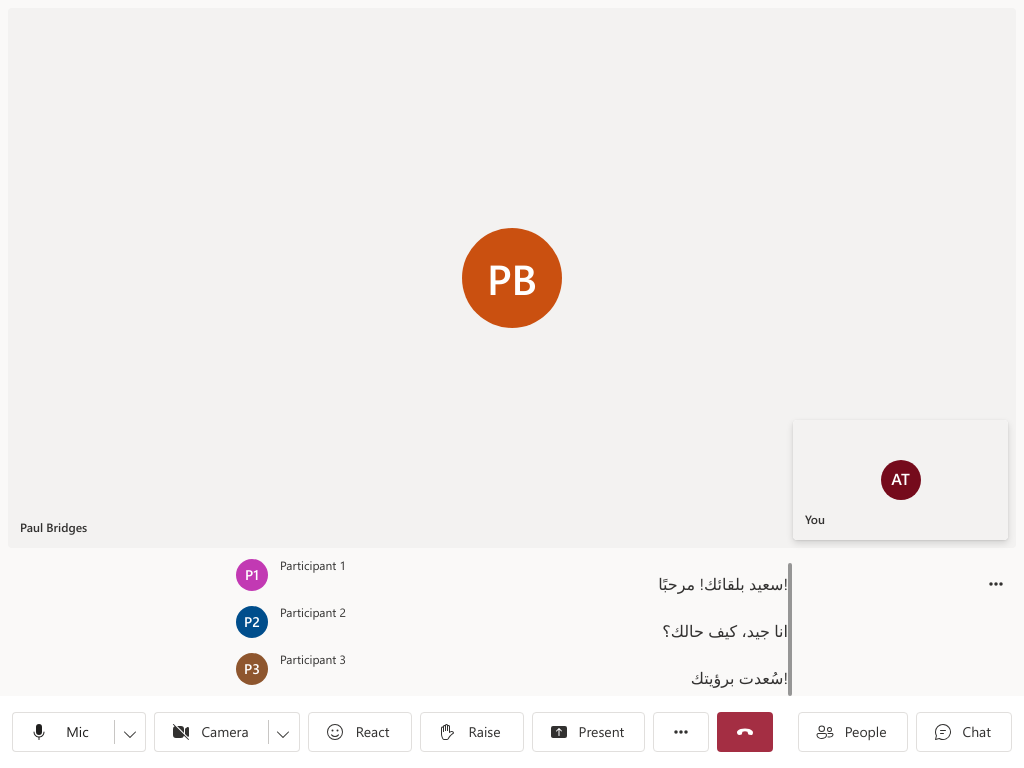 PB
AT
You
Paul Bridges
P1
Participant 1
سعيد بلقائك! مرحبًا!
P2
Participant 2
انا جيد، كيف حالك؟
P3
Participant 3
سُعدت برؤيتك!
Mic
Camera
React
Raise
Present
People
Chat